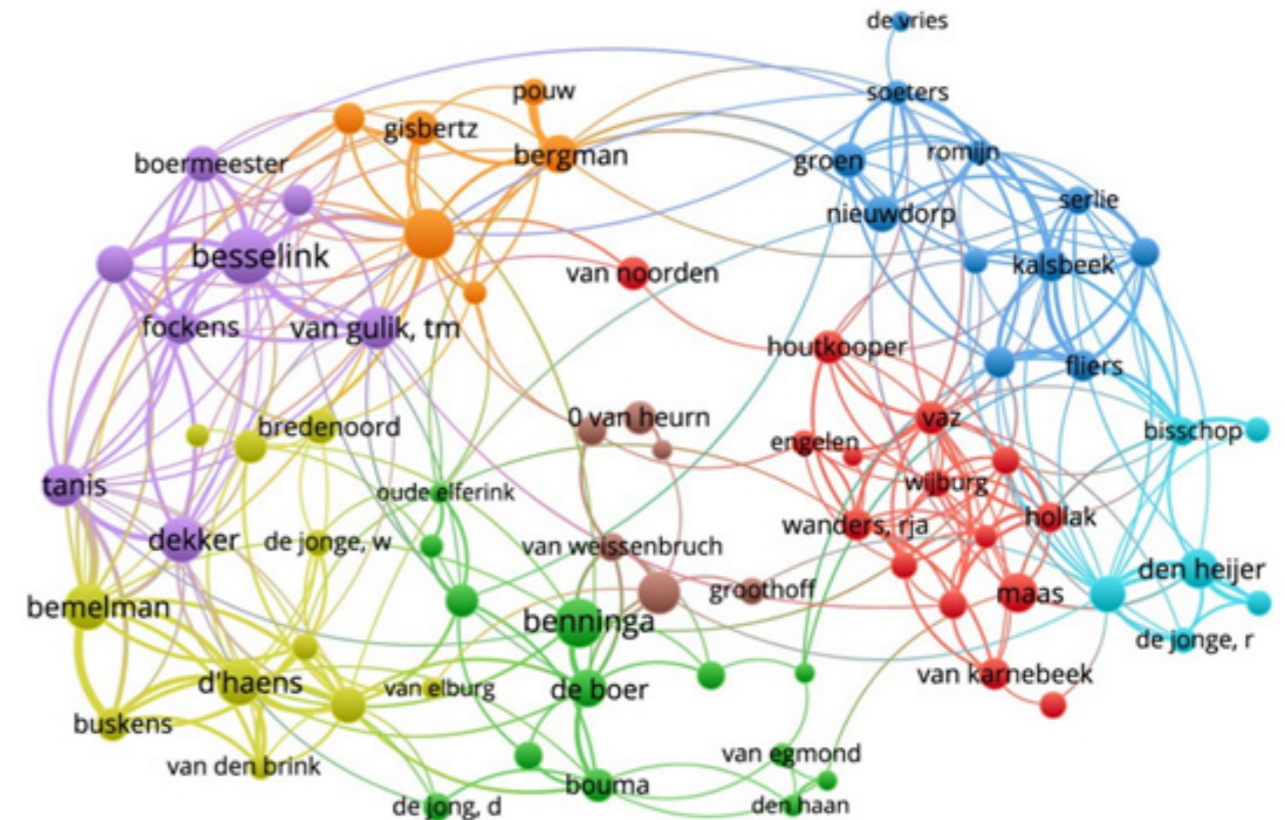 de vries
pouw
soeters
gisbertz
bergman
boermeester
groen
romijn
serlie
nieuwdorp
besselink
van noorden
kalsbeek
fockens
van gulik, tm
houtkooper
fliers
0 van heurn
vaz
bredenoord
engelen
bisschop
tanis
oude elferink
wijburg
hollak
wanders, rja
dekker
de jonge, w
van weissenbruch
den heijer
groothoff
maas
bemelman
benninga
de jonge, r
van karnebeek
d'haens
van elburg
de boer
buskens
van egmond
van den brink
bouma
de jong, d
den haan